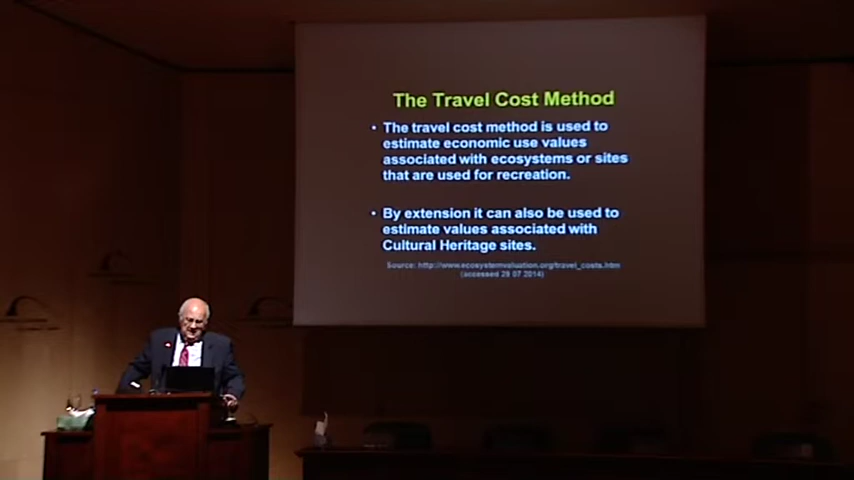 The Travel Cost Method
• The travel cost method is used to
estimate economic use values
associated with ecosystems or sites
that are used for recreation.
• By extension it can also be used to
estimate values associated with
Cultural Heritage sites.
Source: http://www.ecosystemvaluation.org/travel_costs.htm
(accessed 29 07 2014)